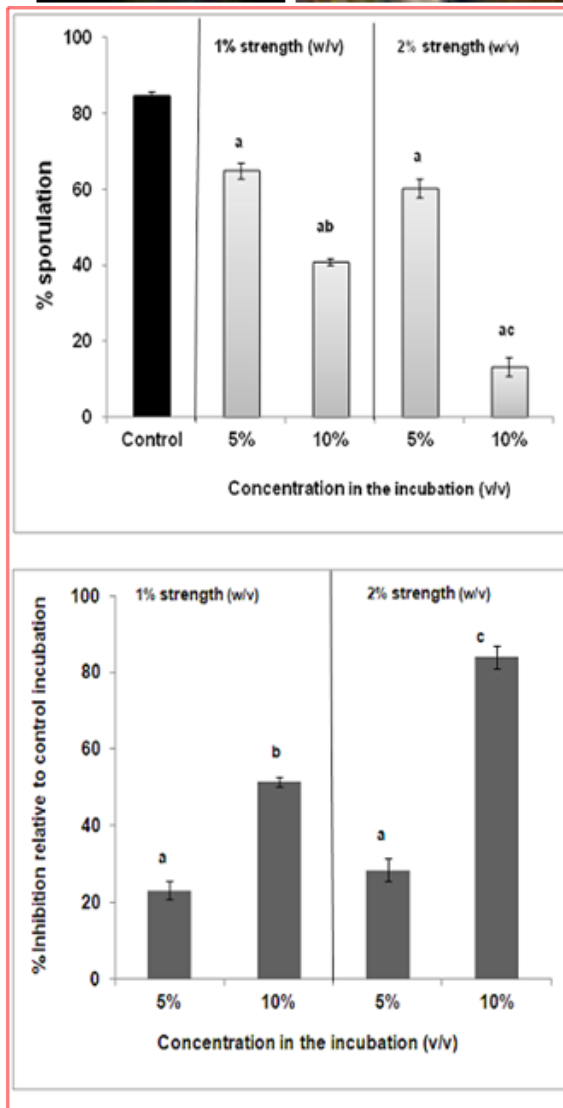 100
1% strength (w/v) 2% strength (w/v)
80
a a
% sporulation
60
ab
40
20
ac
0
Control 5% 10% 5% 10%
Concentration in the incubation (v/v)
100
1% strength (w/v) 2% strength (w/v)
c
80
% Inhibition relative to control incubation
60
b
40
a a
20
0
5% 10% 5% 10%
Concentration in the incubation (v/v)